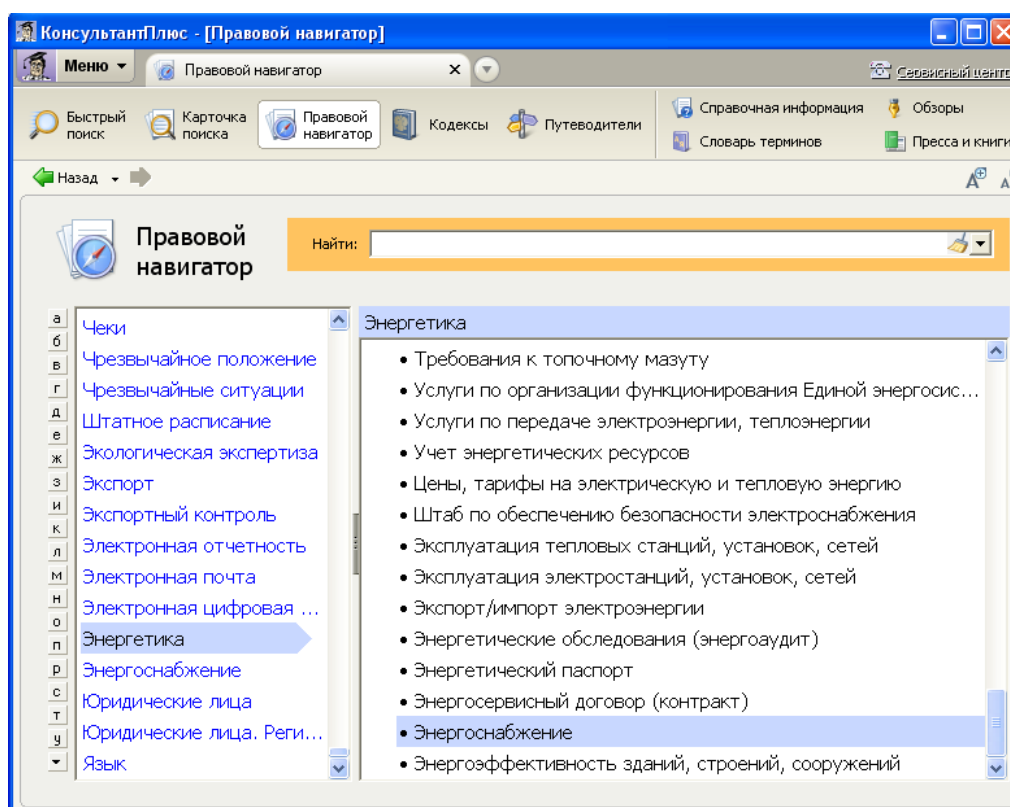 КонсультантПлюс - [Правовой навигатор]
Меню
Правовой навигатор
Сервисный центр
Быстрый поиск
Карточка поиска
Правовой навигатор
Кодексы
Путеводители
Справочная информация
Обзоры
Словарь терминов
Пресса и книги
Назад
Правовой навигатор
Найти:
а
б
в
г
д
е
ж
з
и
к
л
м
н
о
п
р
с
т
у
Чеки
Чрезвычайное положение
Чрезвычайные ситуации
Штатное расписание
Экологическая экспертиза
Экспорт
Экспортный контроль
Электронная отчетность
Электронная почта
Электронная цифровая ...
Энергетика
Энергоснабжение
Юридические лица
Юридические лица. Реги...
Язык
Энергетика
• Требования к топочному мазуту
• Услуги по организации функционирования Единой энергосис...
• Услуги по передаче электроэнергии, теплоэнергии
• Учет энергетических ресурсов
• Цены, тарифы на электрическую и тепловую энергию
• Штаб по обеспечению безопасности электроснабжения
• Эксплуатация тепловых станций, установок, сетей
• Эксплуатация электростанций, установок, сетей
• Экспорт/импорт электроэнергии
• Энергетические обследования (энергоаудит)
• Энергетический паспорт
• Энергосервисный договор (контракт)
• Энергоснабжение
• Энергоэффективность зданий, строений, сооружений